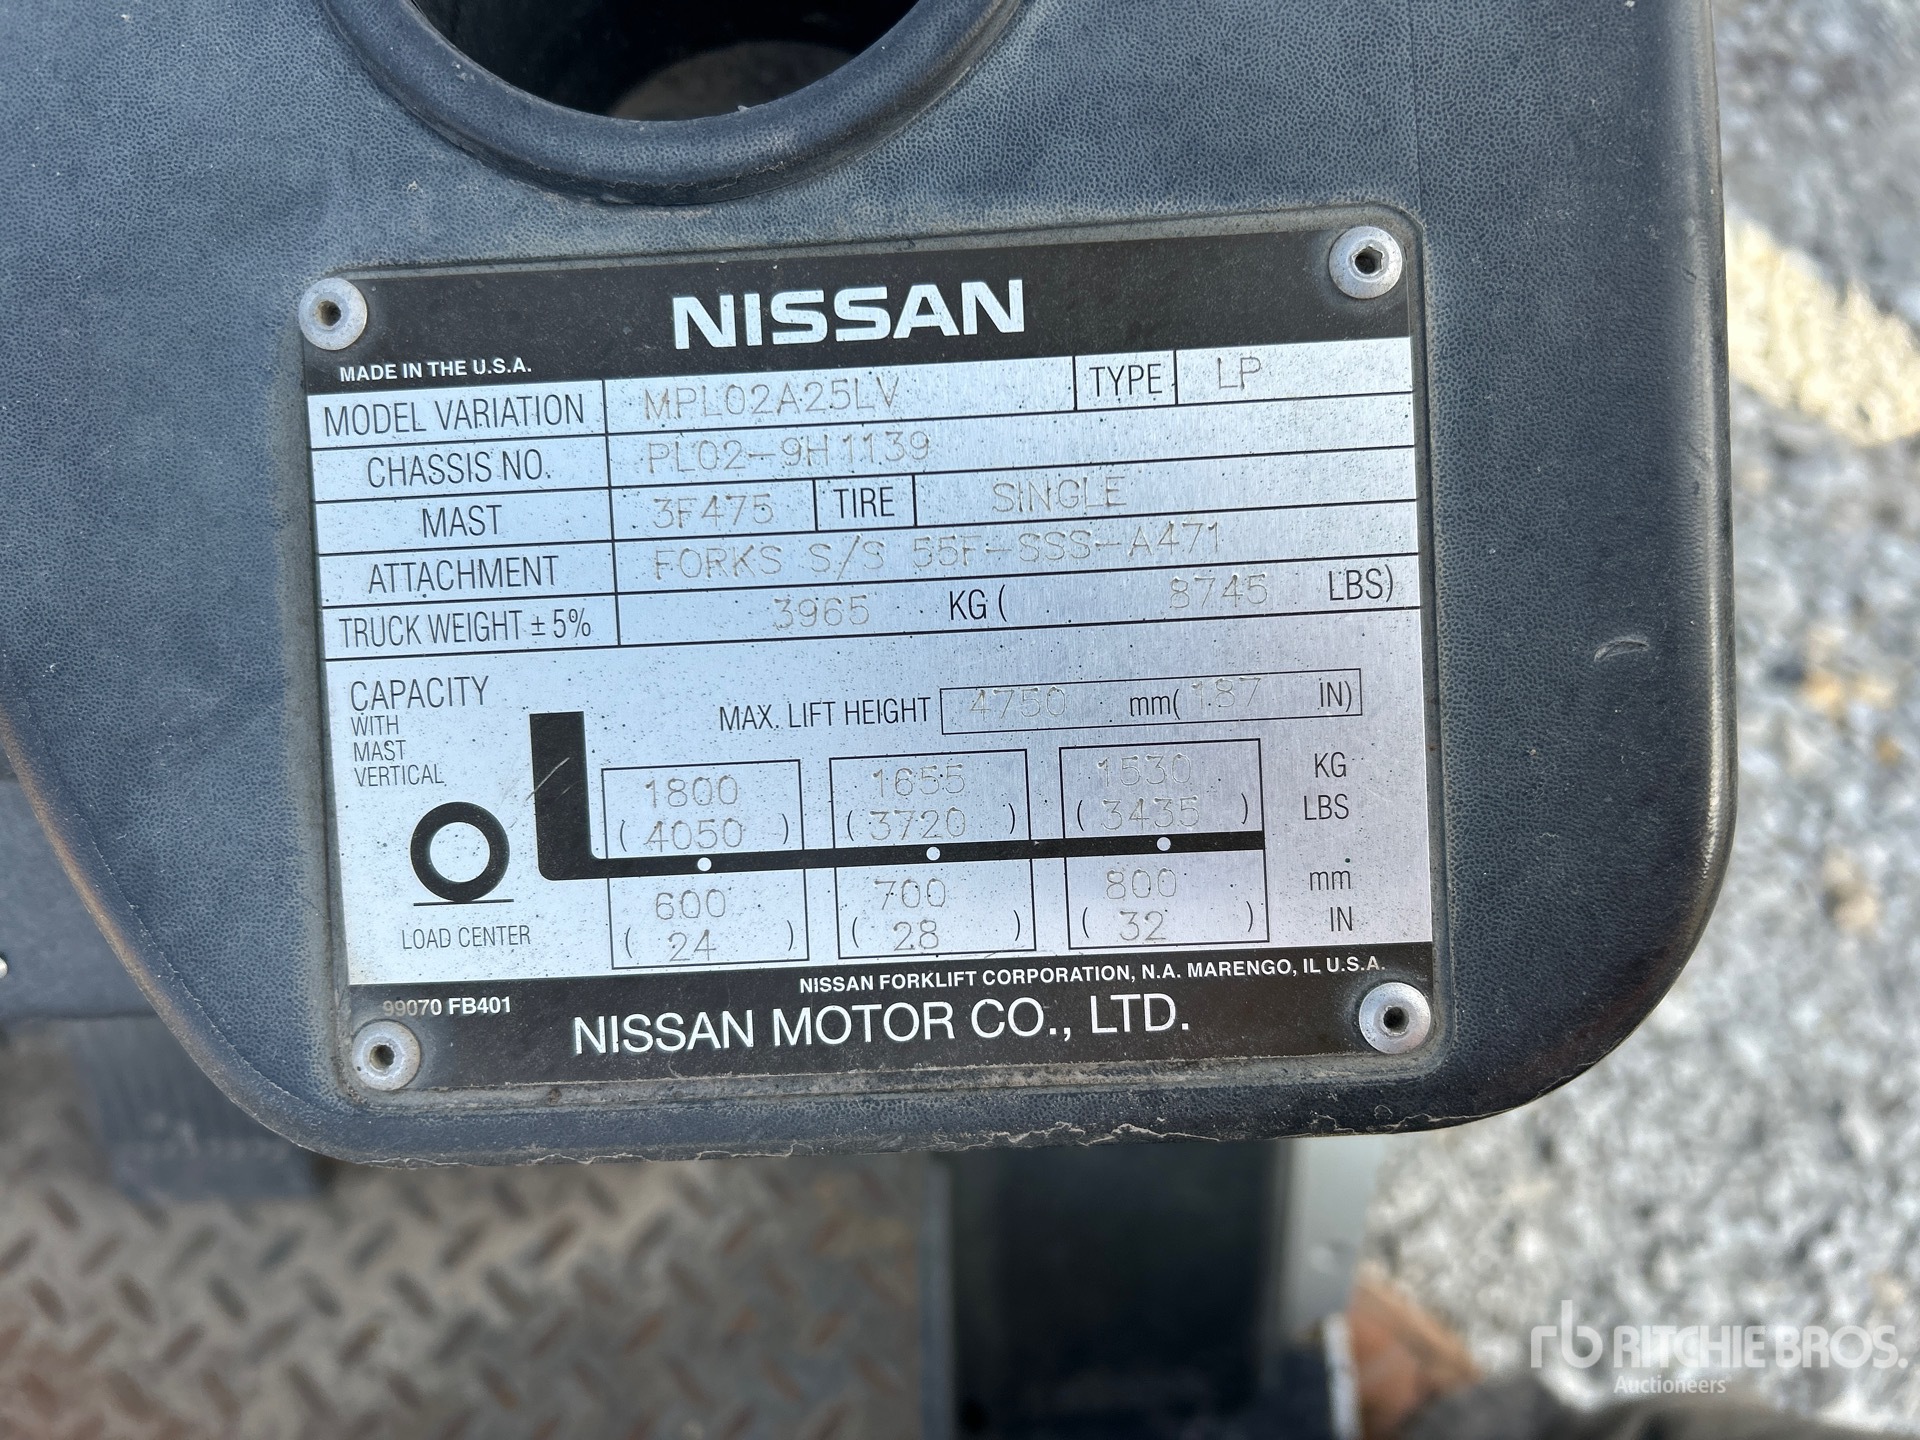 NISSAN
MADE IN THE U.S.A.
MODEL VARIATION MPL02A25LV TYPE LP
CHASSIS NO. PL02-9H1139
MAST 3F475 TIRE SINGLE
ATTACHMENT FORKS S/S 55F-SSS-A471
TRUCK WEIGHT ± 5% 3965 KG ( 8745 LBS)
CAPACITY
WITH
MAST
VERTICAL
MAX. LIFT HEIGHT 4750 mm( 187 IN)
1800 1655 1530 KG
( 4050 ) ( 3720 ) ( 3435 ) LBS
600 700 800 mm
( 24 ) ( 28 ) ( 32 ) IN
LOAD CENTER
NISSAN FORKLIFT CORPORATION, N.A. MARENGO, IL U.S.A.
99070 FB401
NISSAN MOTOR CO., LTD.
rb RITCHIE BROS.
Auctioneers